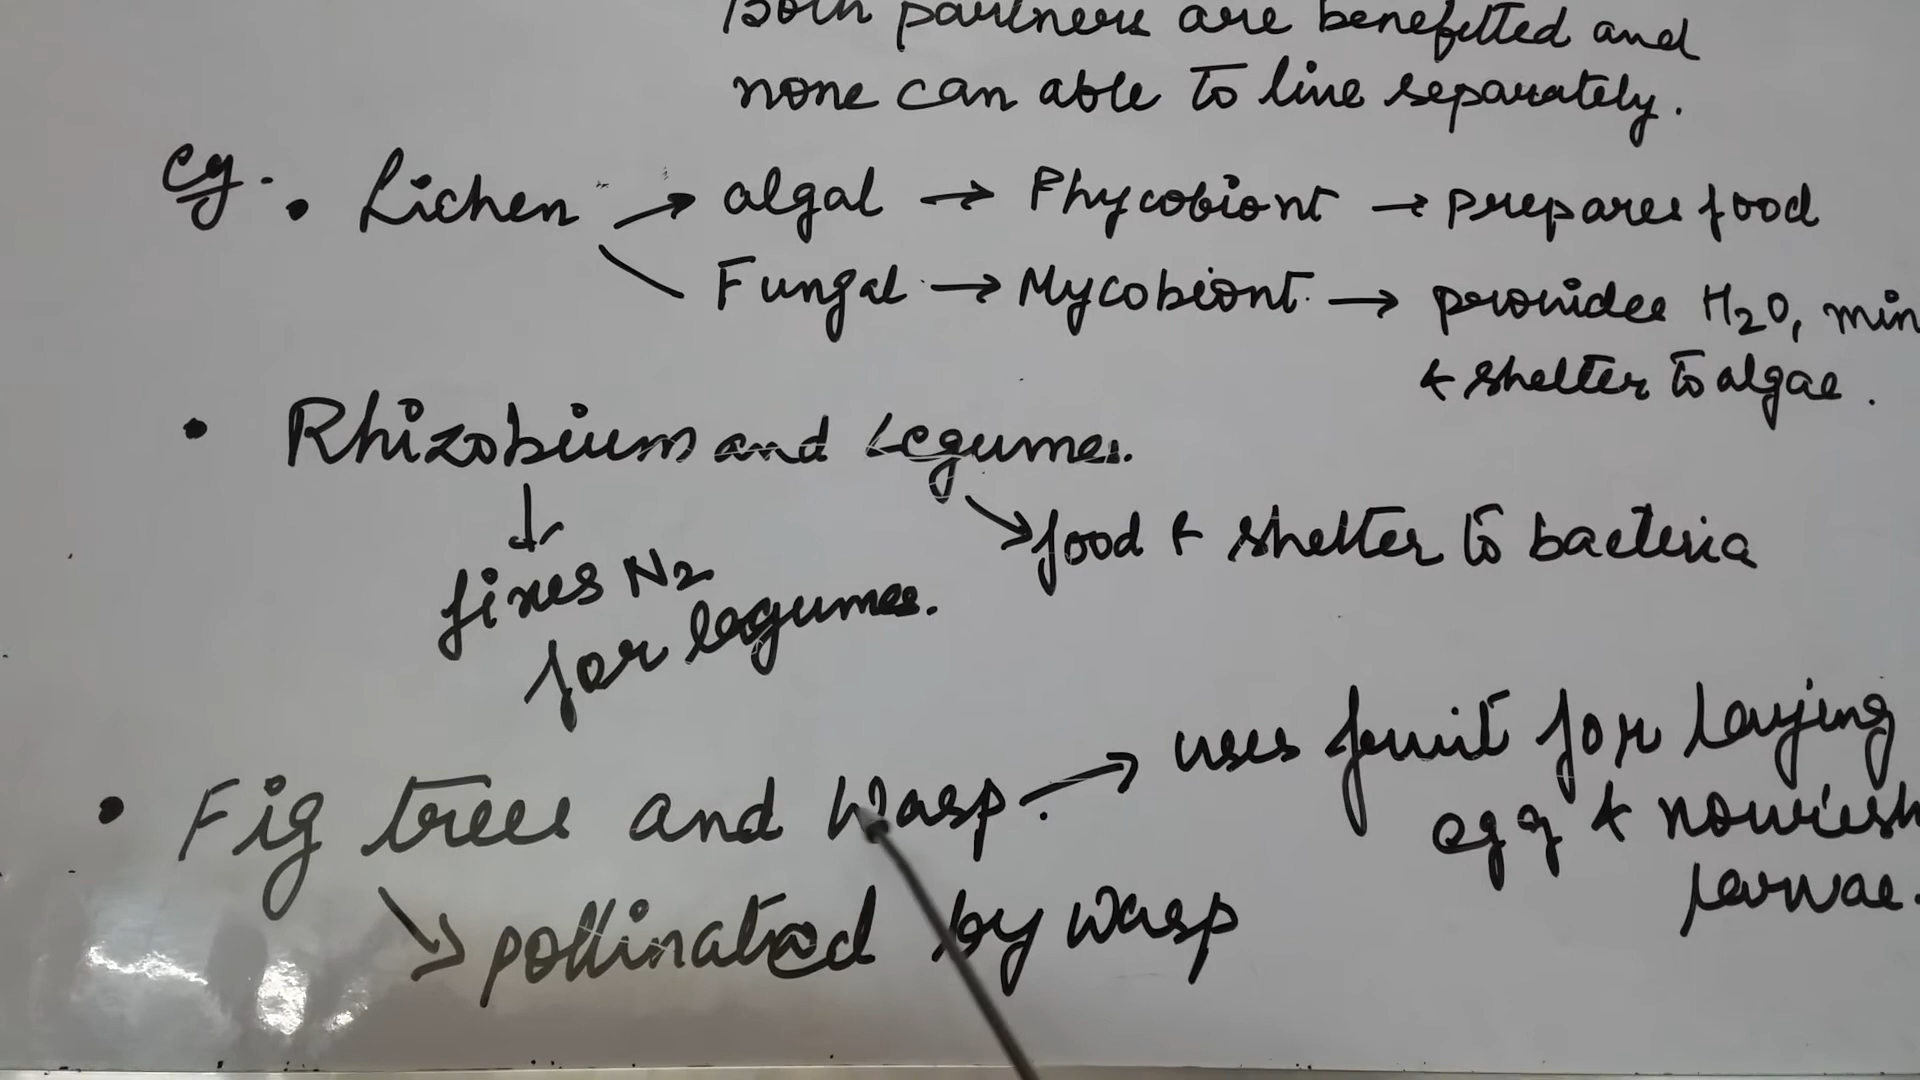 Both partners are benefitted and
none can able to live separately.
eg. • Lichen → algal → Phycobiont → prepares food
Fungal → Mycobiont. → provides H₂O, min
& shelter to algae.
• Rhizobium and Legumes.
food & shelter to bacteria
fixes N₂
for legumes.
uses fruit for laying
egg & nourish
larvae.
• Fig trees and Wasp.
pollinated by wasp